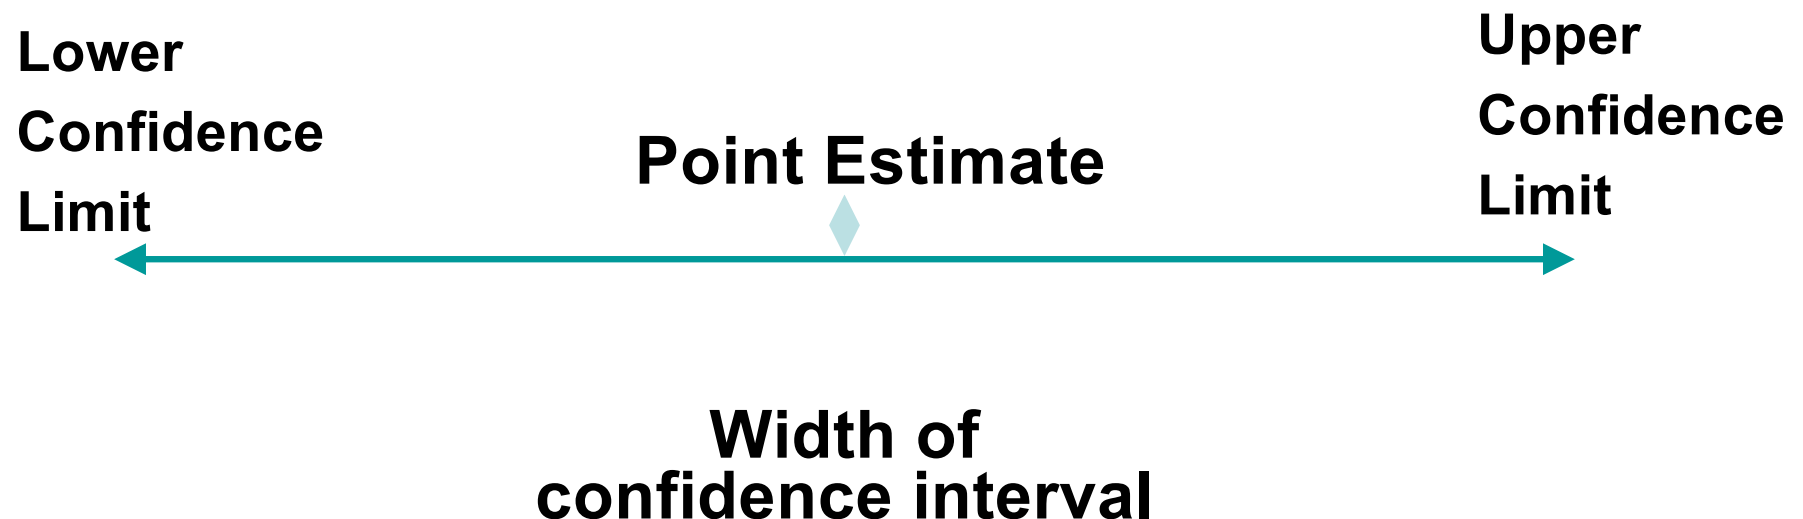 Lower
Confidence
Limit
Point Estimate
Upper
Confidence
Limit
Width of
confidence interval